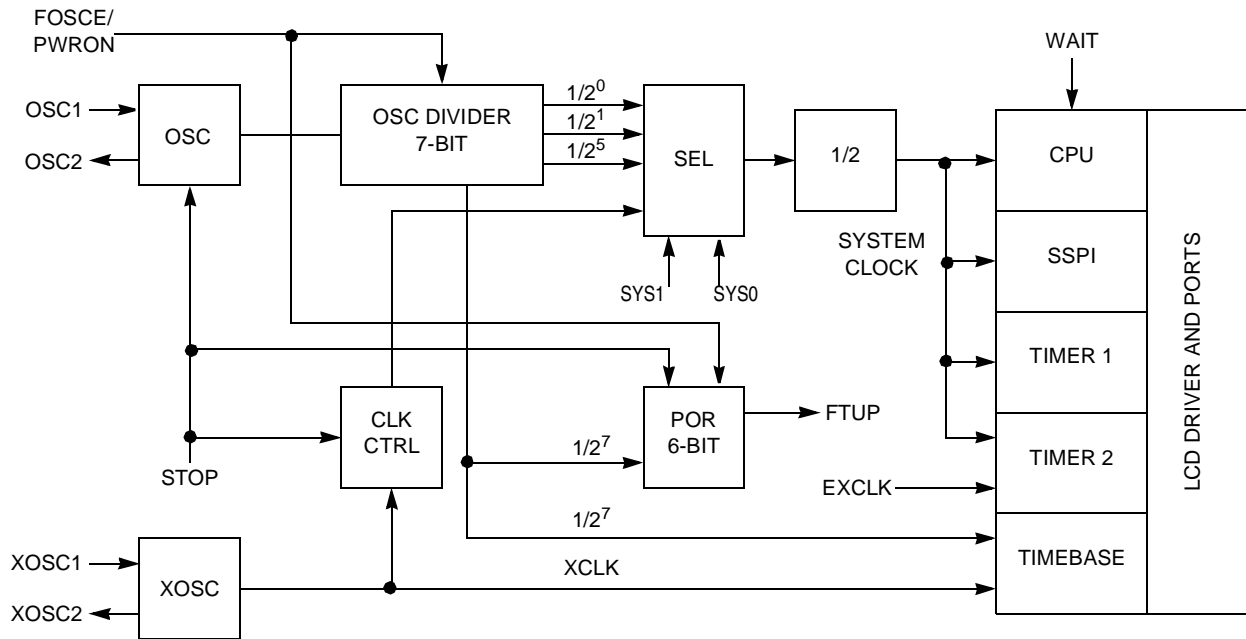 FOSCE/
PWRON
WAIT
OSC1
OSC2
OSC
OSC DIVIDER
7-BIT
1/2⁰
1/2¹
1/2⁵
SEL
1/2
CPU
SYSTEM
CLOCK
SSPI
SYS1
SYS0
TIMER 1
CLK
CTRL
POR
6-BIT
FTUP
TIMER 2
STOP
1/2⁷
EXCLK
1/2⁷
XOSC1
XOSC2
XOSC
XCLK
TIMEBASE
LCD DRIVER AND PORTS